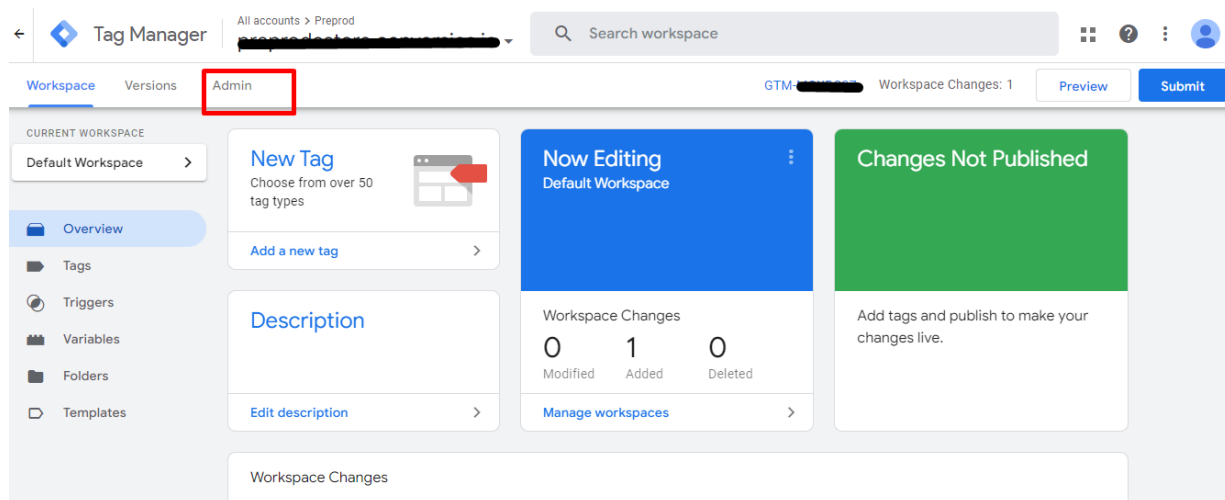 All accounts > Preprod
Tag Manager
Search workspace
Workspace Versions Admin
GTM-
Workspace Changes: 1
Preview
Submit
CURRENT WORKSPACE
Default Workspace
Overview
Tags
Triggers
Variables
Folders
Templates
New Tag
Choose from over 50
tag types
Add a new tag
Description
Edit description
Now Editing
Default Workspace
Workspace Changes
0 1 0
Modified Added Deleted
Manage workspaces
Changes Not Published
Add tags and publish to make your
changes live.
Workspace Changes